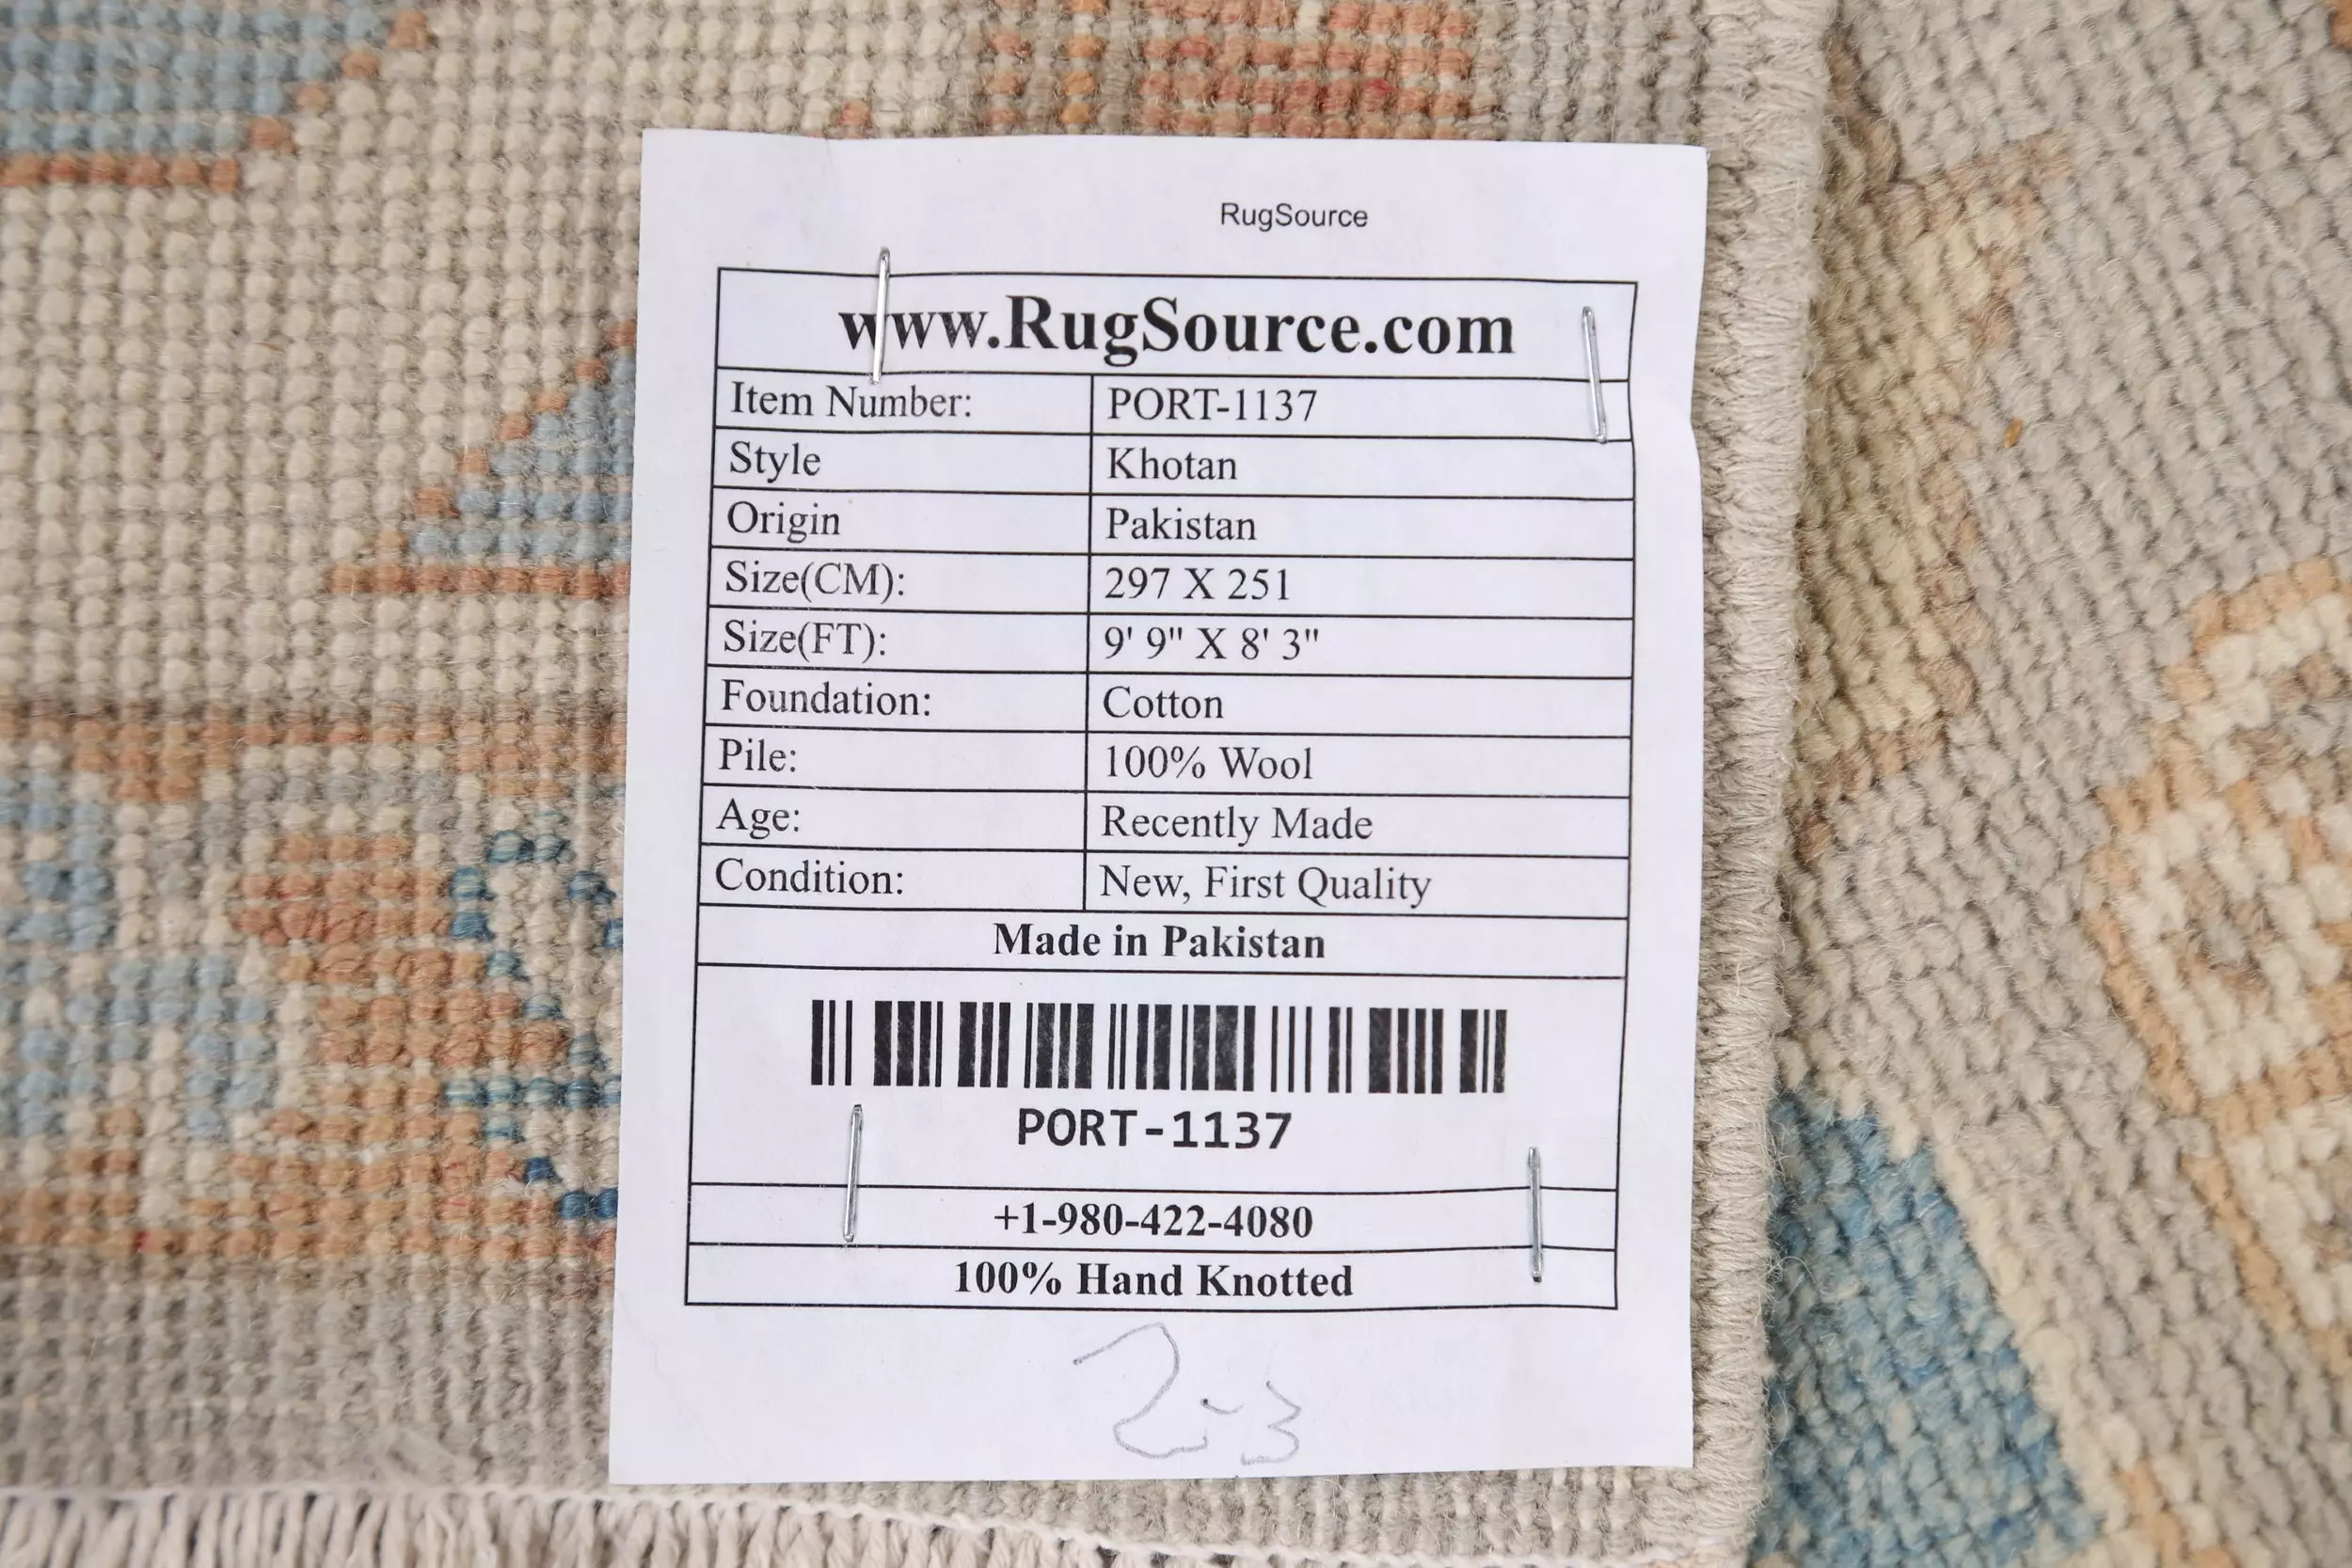 RugSource
www.RugSource.com
Item Number: PORT-1137
Style Khotan
Origin Pakistan
Size(CM): 297 X 251
Size(FT): 9' 9" X 8' 3"
Foundation: Cotton
Pile: 100% Wool
Age: Recently Made
Condition: New, First Quality
Made in Pakistan
PORT-1137
+1-980-422-4080
100% Hand Knotted